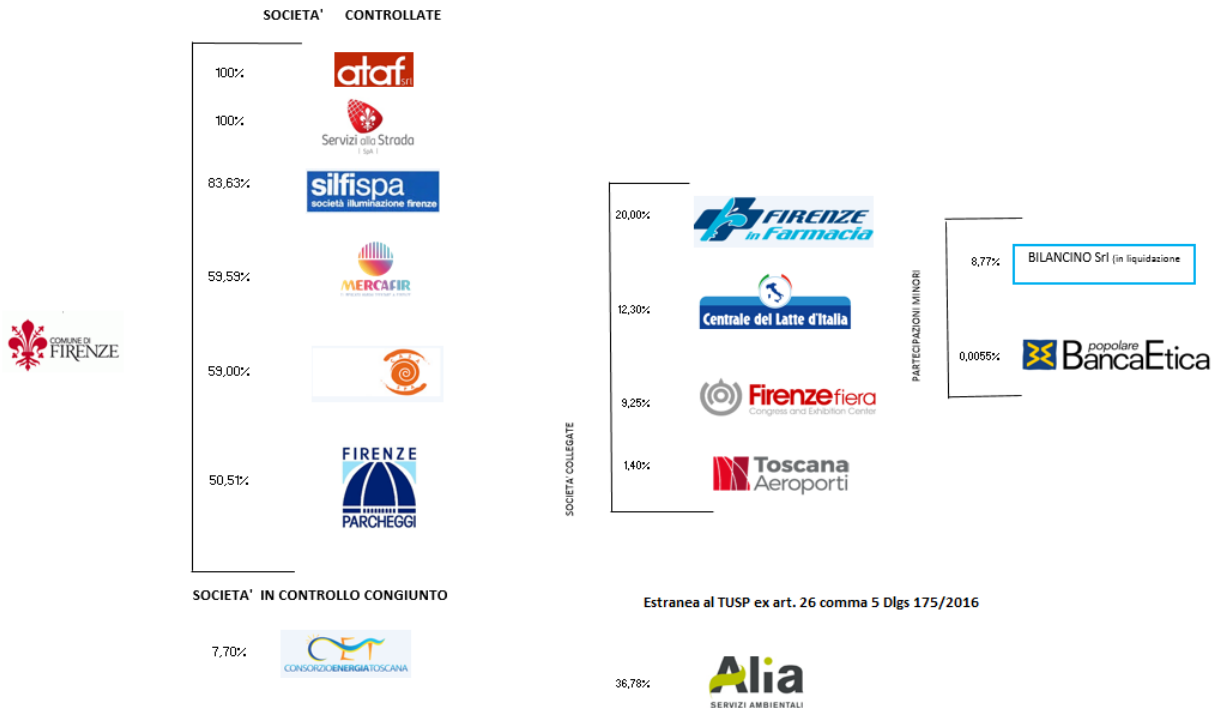 SOCIETA' CONTROLLATE
100%
ataf srl
100%
Servizi alla Strada
| SpA |
83,63%
silfispa
società illuminazione firenze
59,59%
MERCAFIR
COMUNE DI
FIRENZE
59,00%
CASA
SPA
50,51%
FIRENZE
PARCHEGGI
SOCIETA' IN CONTROLLO CONGIUNTO
7,70%
CET
CONSORZIOENERGIATOSCANA
SOCIETA' COLLEGATE
20,00%
FIRENZE
in Farmacia
12,30%
Centrale del Latte d'Italia
9,25%
Firenzefiera
Congress and Exhibition Center
1,40%
Toscana
Aeroporti
PARTECIPAZIONI MINORI
8,77%
BILANCINO Srl (in liquidazione
0,0055%
popolare
BancaEtica
Estranea al TUSP ex art. 26 comma 5 Dlgs 175/2016
36,78%
Alia
SERVIZI AMBIENTALI